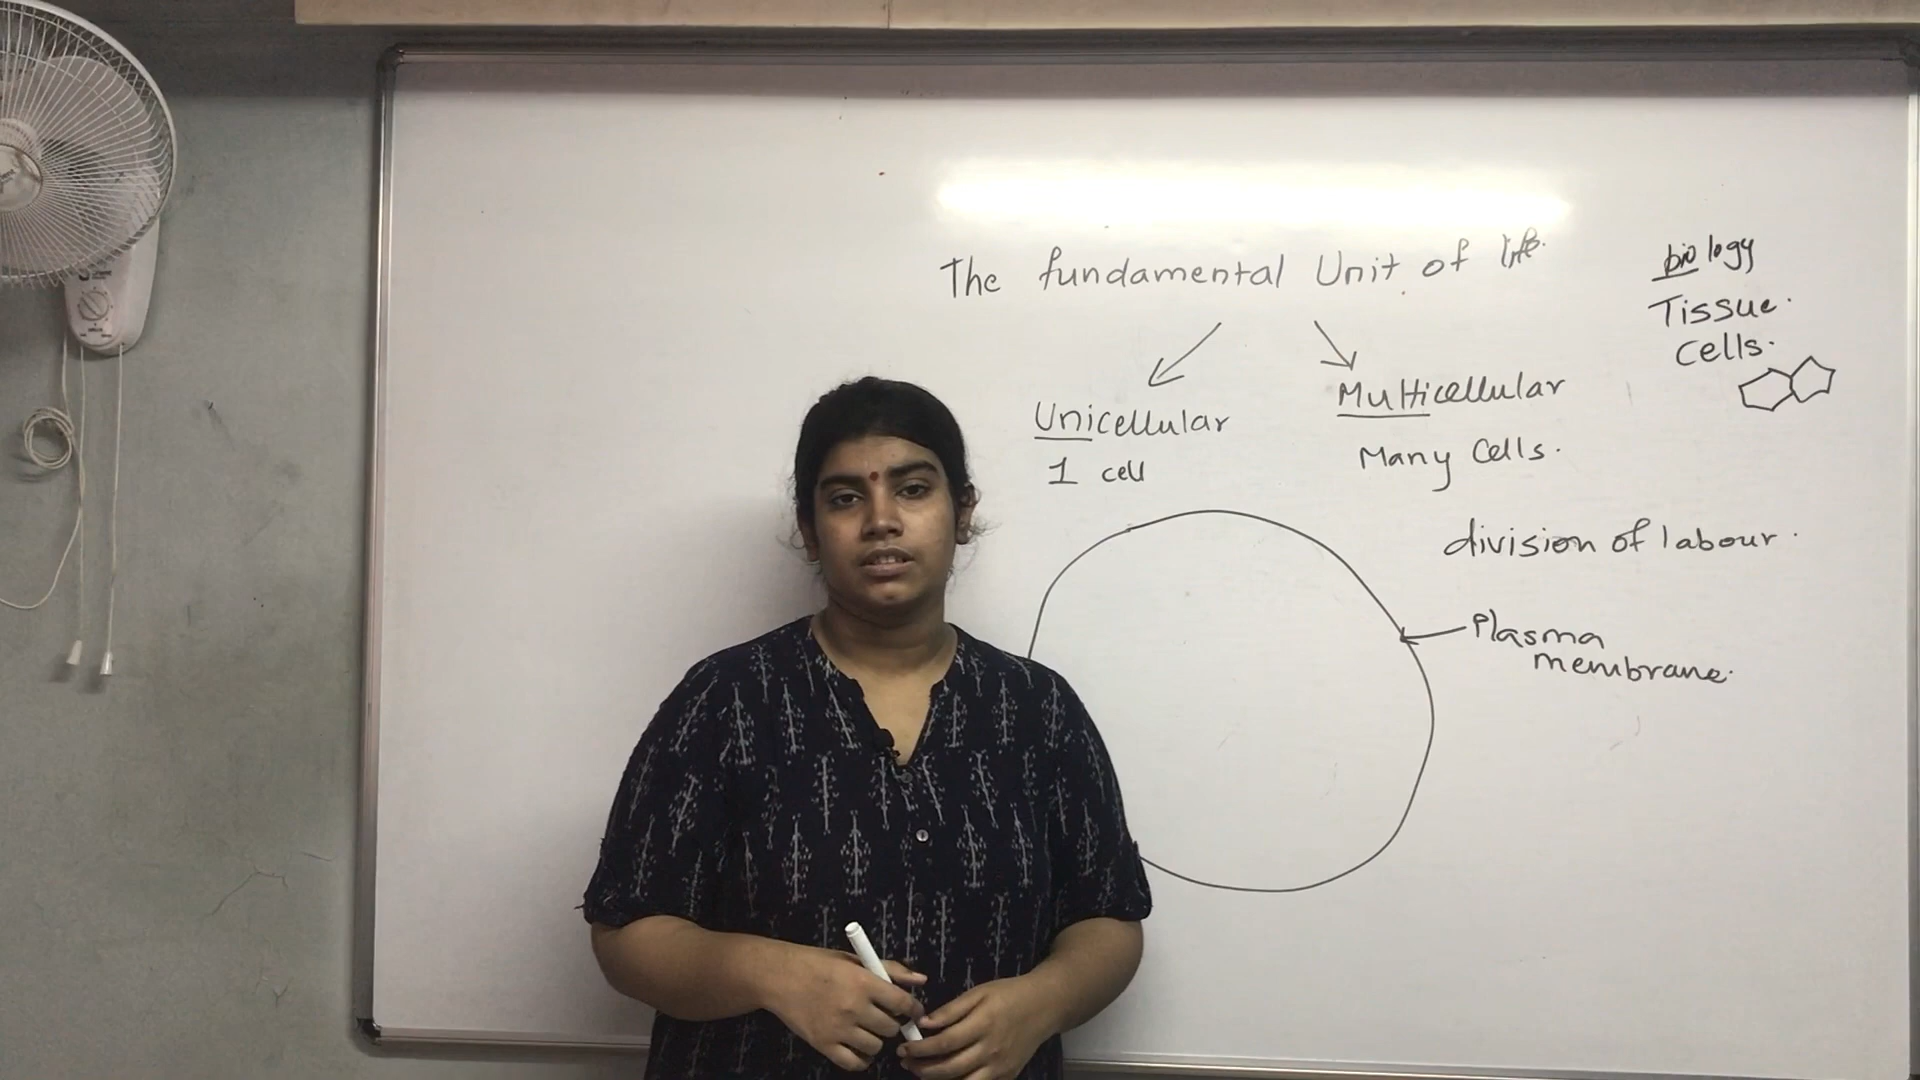 The fundamental Unit of life.
Unicellular
1 cell
Multicellular
Many Cells.
division of labour.
Plasma
membrane.
biology
Tissue.
Cells.